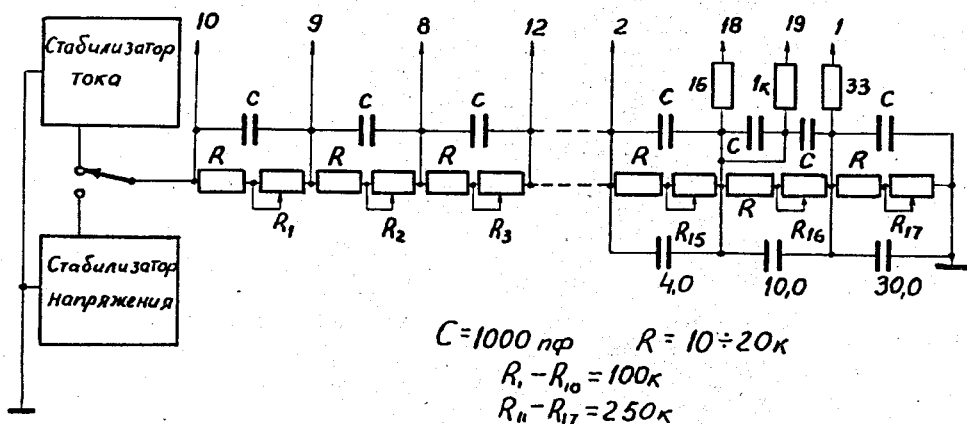 10 9 8 12 2 18 19 1
Стабилизатор
тока
16 1к 33
C C C C C
C C
R R R R R R
R₁ R₂ R₃ R₁₅ R₁₆ R₁₇
Стабилизатор
напряжения
4,0 10,0 30,0
C = 1000 пф R = 10 ÷ 20к
R₁ – R₁₀ = 100к
R₁₁ – R₁₇ = 250к